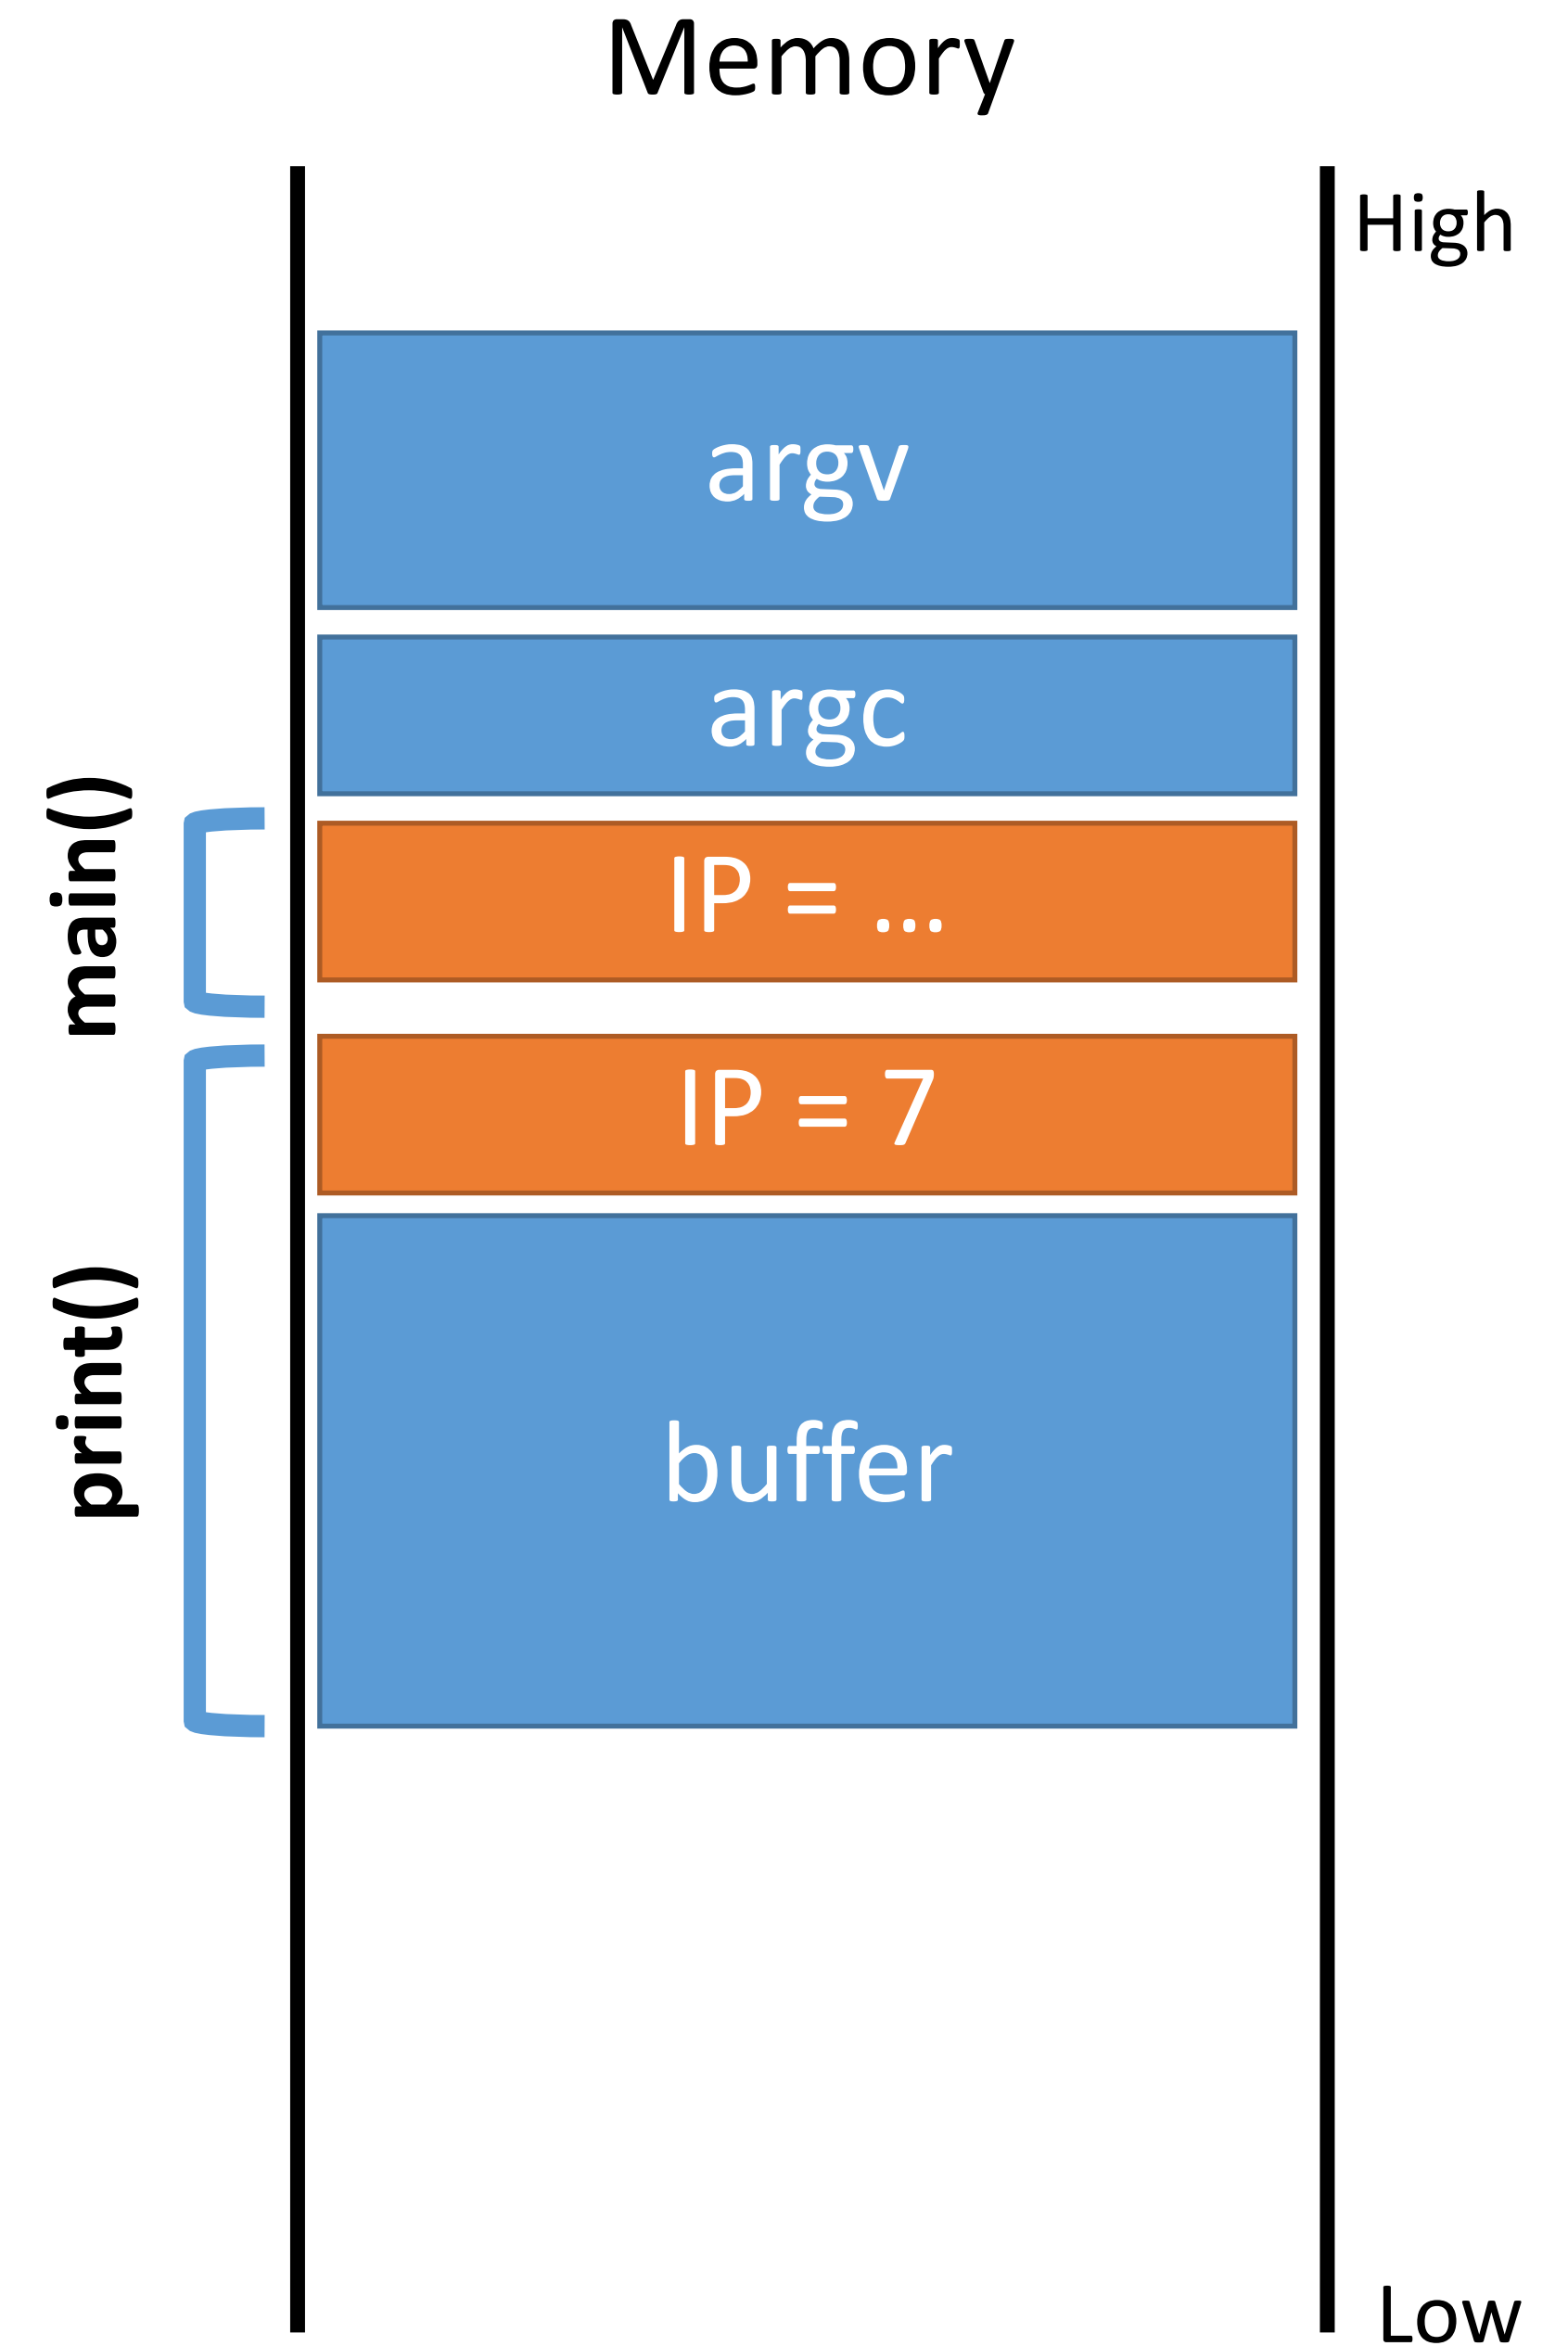 Memory
High
argv
argc
main()
IP = ...
IP = 7
print()
buffer
Low